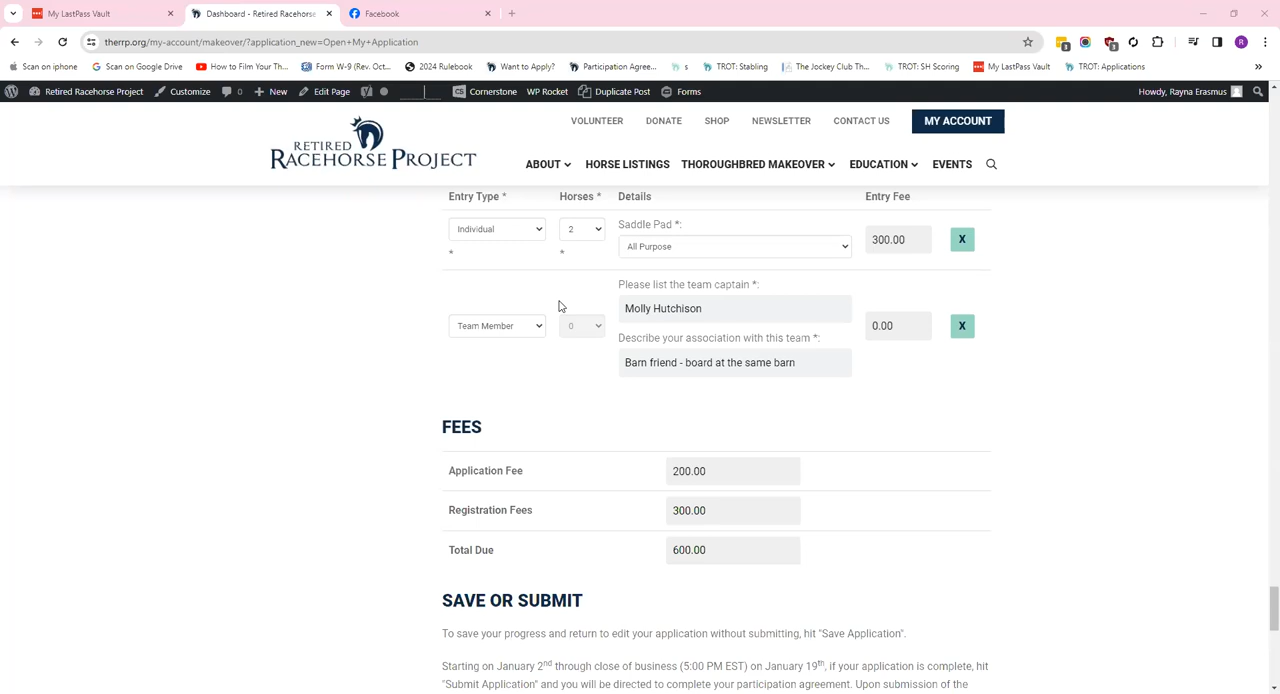 My LastPass Vault
Dashboard - Retired Racehorse
Facebook
therrp.org/my-account/makeover/?application_new=Open+My+Application
Scan on iphone
Scan on Google Drive
How to Film Your Th...
Form W-9 (Rev. Oct...
2024 Rulebook
Want to Apply?
Participation Agree...
s
TROT: Stabling
The Jockey Club Th...
TROT: SH Scoring
My LastPass Vault
TROT: Applications
Retired Racehorse Project
Customize
0
New
Edit Page
CS Cornerstone
WP Rocket
Duplicate Post
Forms
Howdy, Rayna Erasmus
RETIRED
RACEHORSE PROJECT
VOLUNTEER
DONATE
SHOP
NEWSLETTER
CONTACT US
MY ACCOUNT
ABOUT
HORSE LISTINGS
THOROUGHBRED MAKEOVER
EDUCATION
EVENTS
Entry Type *
Horses *
Details
Entry Fee
Individual
*
2
*
Saddle Pad *:
All Purpose
300.00
X
Team Member
0
Please list the team captain *:
Molly Hutchison
Describe your association with this team *:
Barn friend - board at the same barn
0.00
X
FEES
Application Fee
200.00
Registration Fees
300.00
Total Due
600.00
SAVE OR SUBMIT
To save your progress and return to edit your application without submitting, hit "Save Application".
Starting on January 2nd through close of business (5:00 PM EST) on January 19th, if your application is complete, hit
"Submit Application" and you will be directed to complete your participation agreement. Upon submission of the